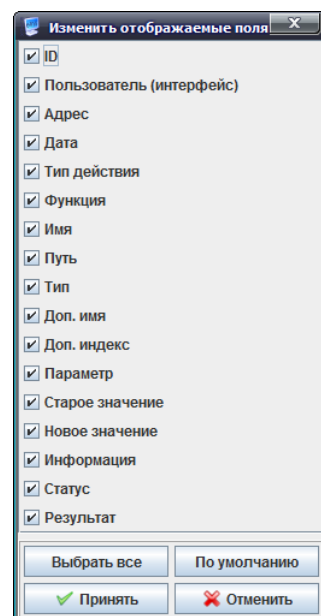 Изменить отображаемые поля
ID
Пользователь (интерфейс)
Адрес
Дата
Тип действия
Функция
Имя
Путь
Тип
Доп. имя
Доп. индекс
Параметр
Старое значение
Новое значение
Информация
Статус
Результат
Выбрать все По умолчанию
Принять Отменить